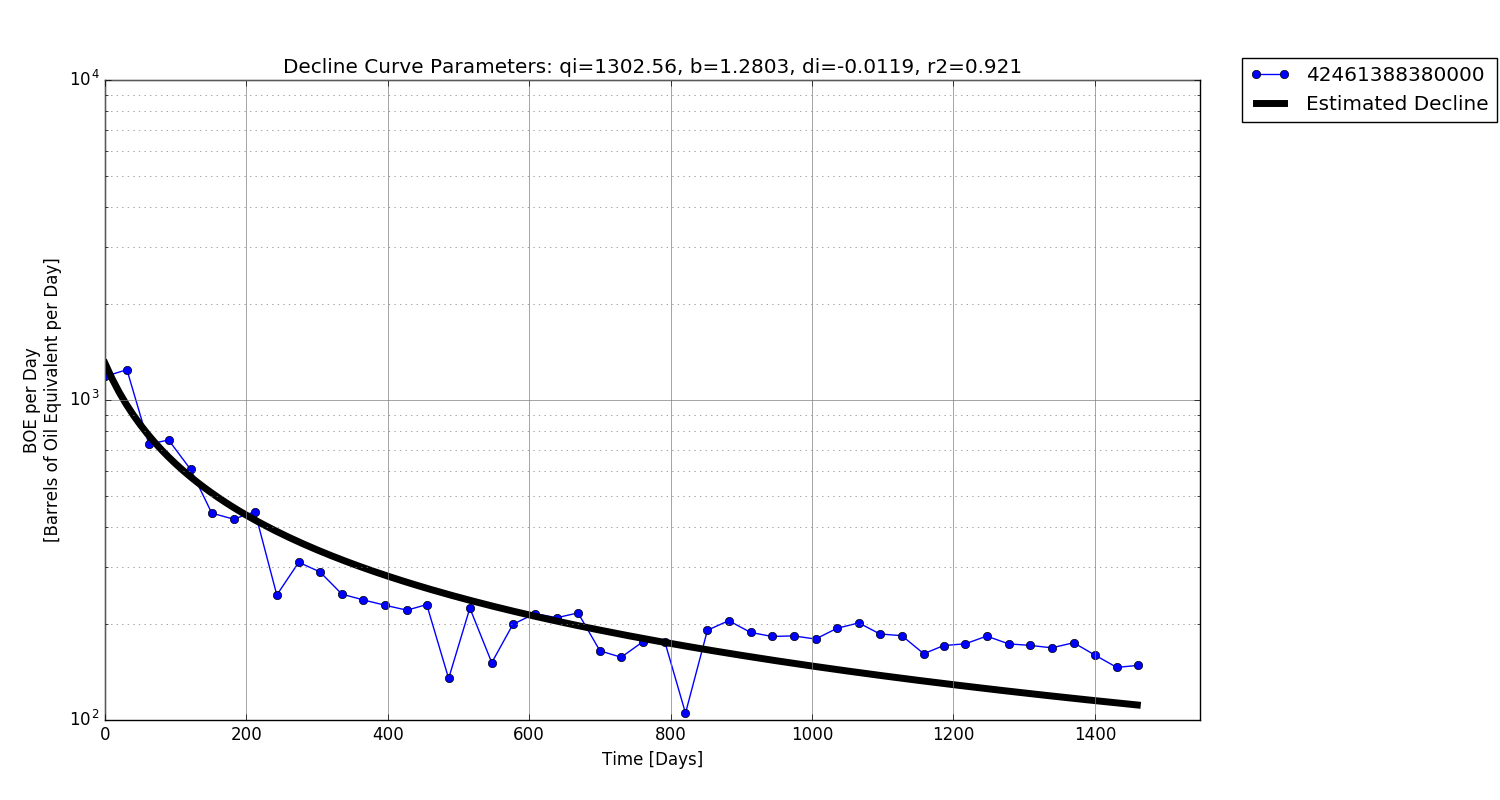 Decline Curve Parameters: qi=1302.56, b=1.2803, di=-0.0119, r2=0.921
42461388380000
Estimated Decline
10^4
10^3
10^2
BOE per Day
[Barrels of Oil Equivalent per Day]
0 200 400 600 800 1000 1200 1400
Time [Days]